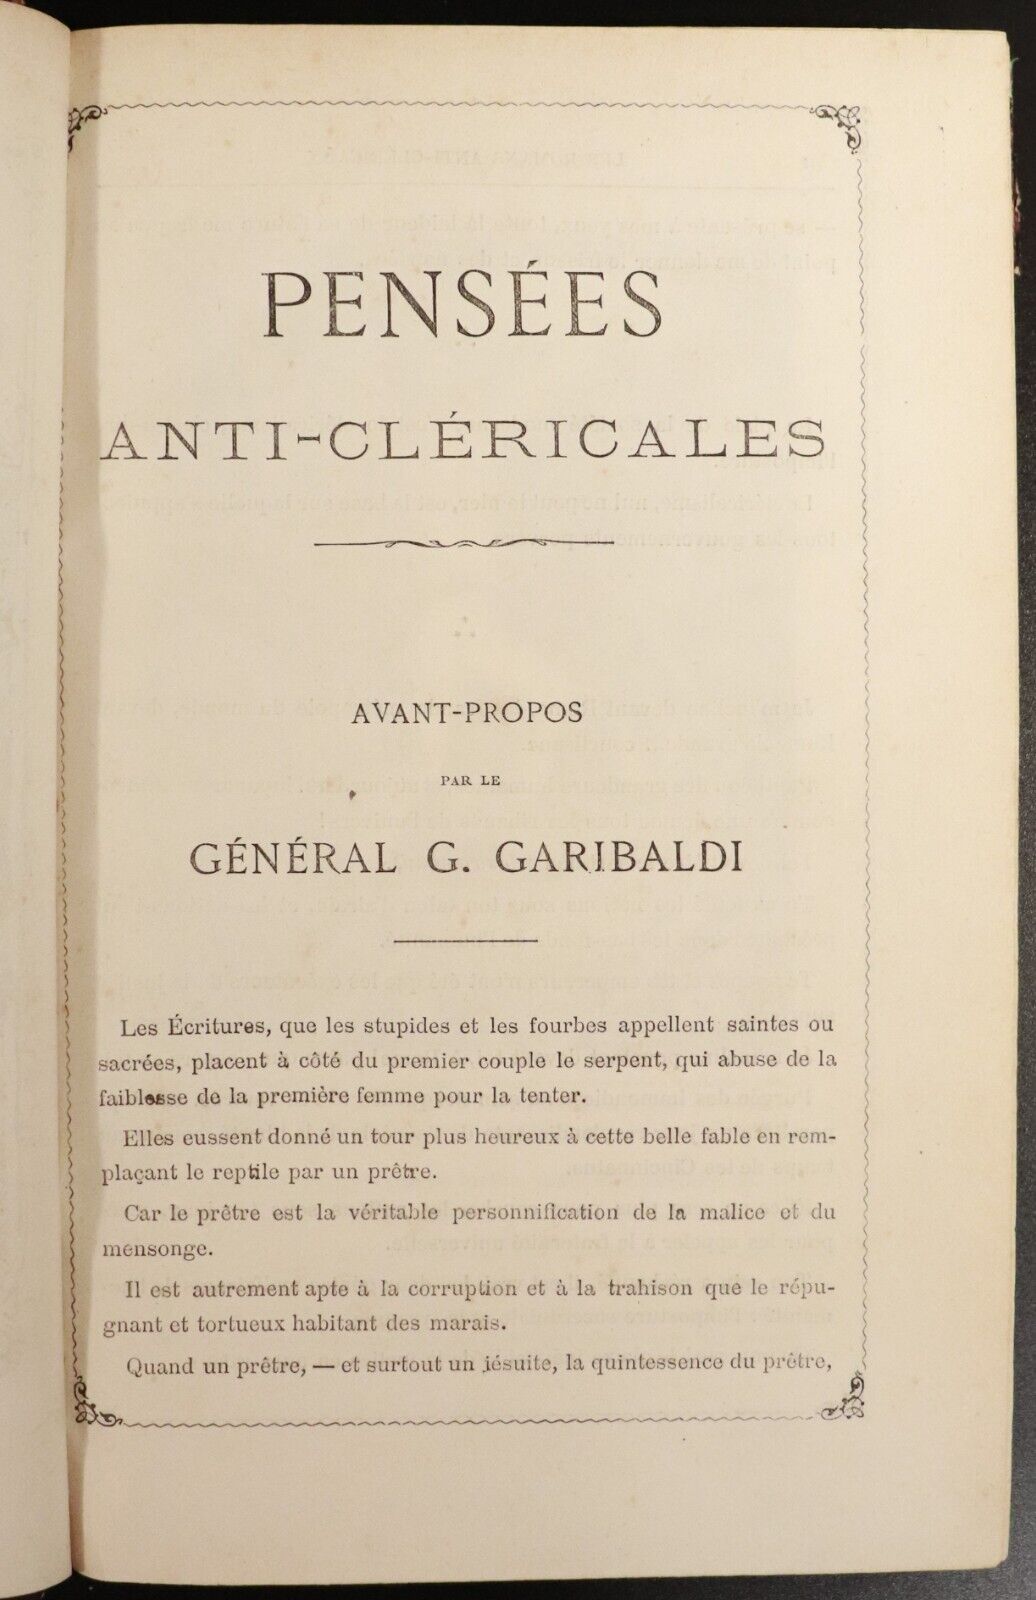 PENSÉES
ANTI-CLÉRICALES
AVANT-PROPOS
PAR LE
GÉNÉRAL G. GARIBALDI
Les Écritures, que les stupides et les fourbes appellent saintes ou
sacrées, placent à côté du premier couple le serpent, qui abuse de la
faiblesse de la première femme pour la tenter.
Elles eussent donné un tour plus heureux à cette belle fable en rem-
plaçant le reptile par un prêtre.
Car le prêtre est la véritable personnification de la malice et du
mensonge.
Il est autrement apte à la corruption et à la trahison que le répu-
gnant et tortueux habitant des marais.
Quand un prêtre, — et surtout un jésuite, la quintessence du prêtre,